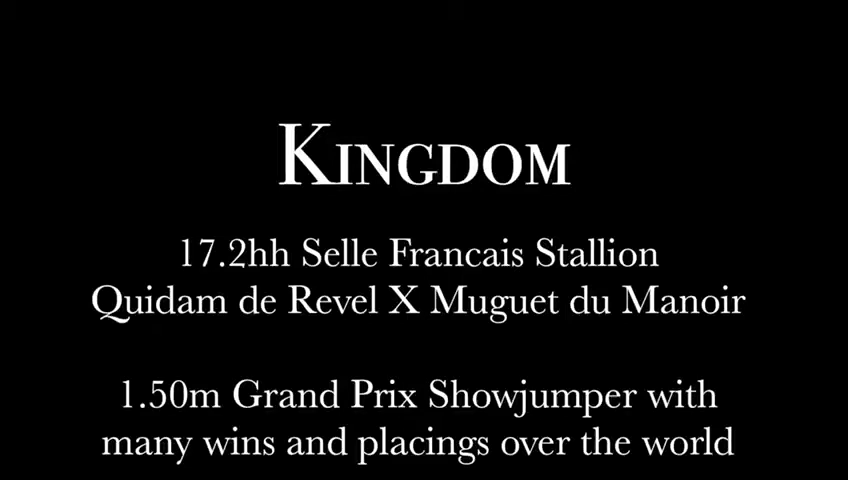 Kingdom
17.2hh Selle Francais Stallion
Quidam de Revel X Muguet du Manoir
1.50m Grand Prix Showjumper with
many wins and placings over the world